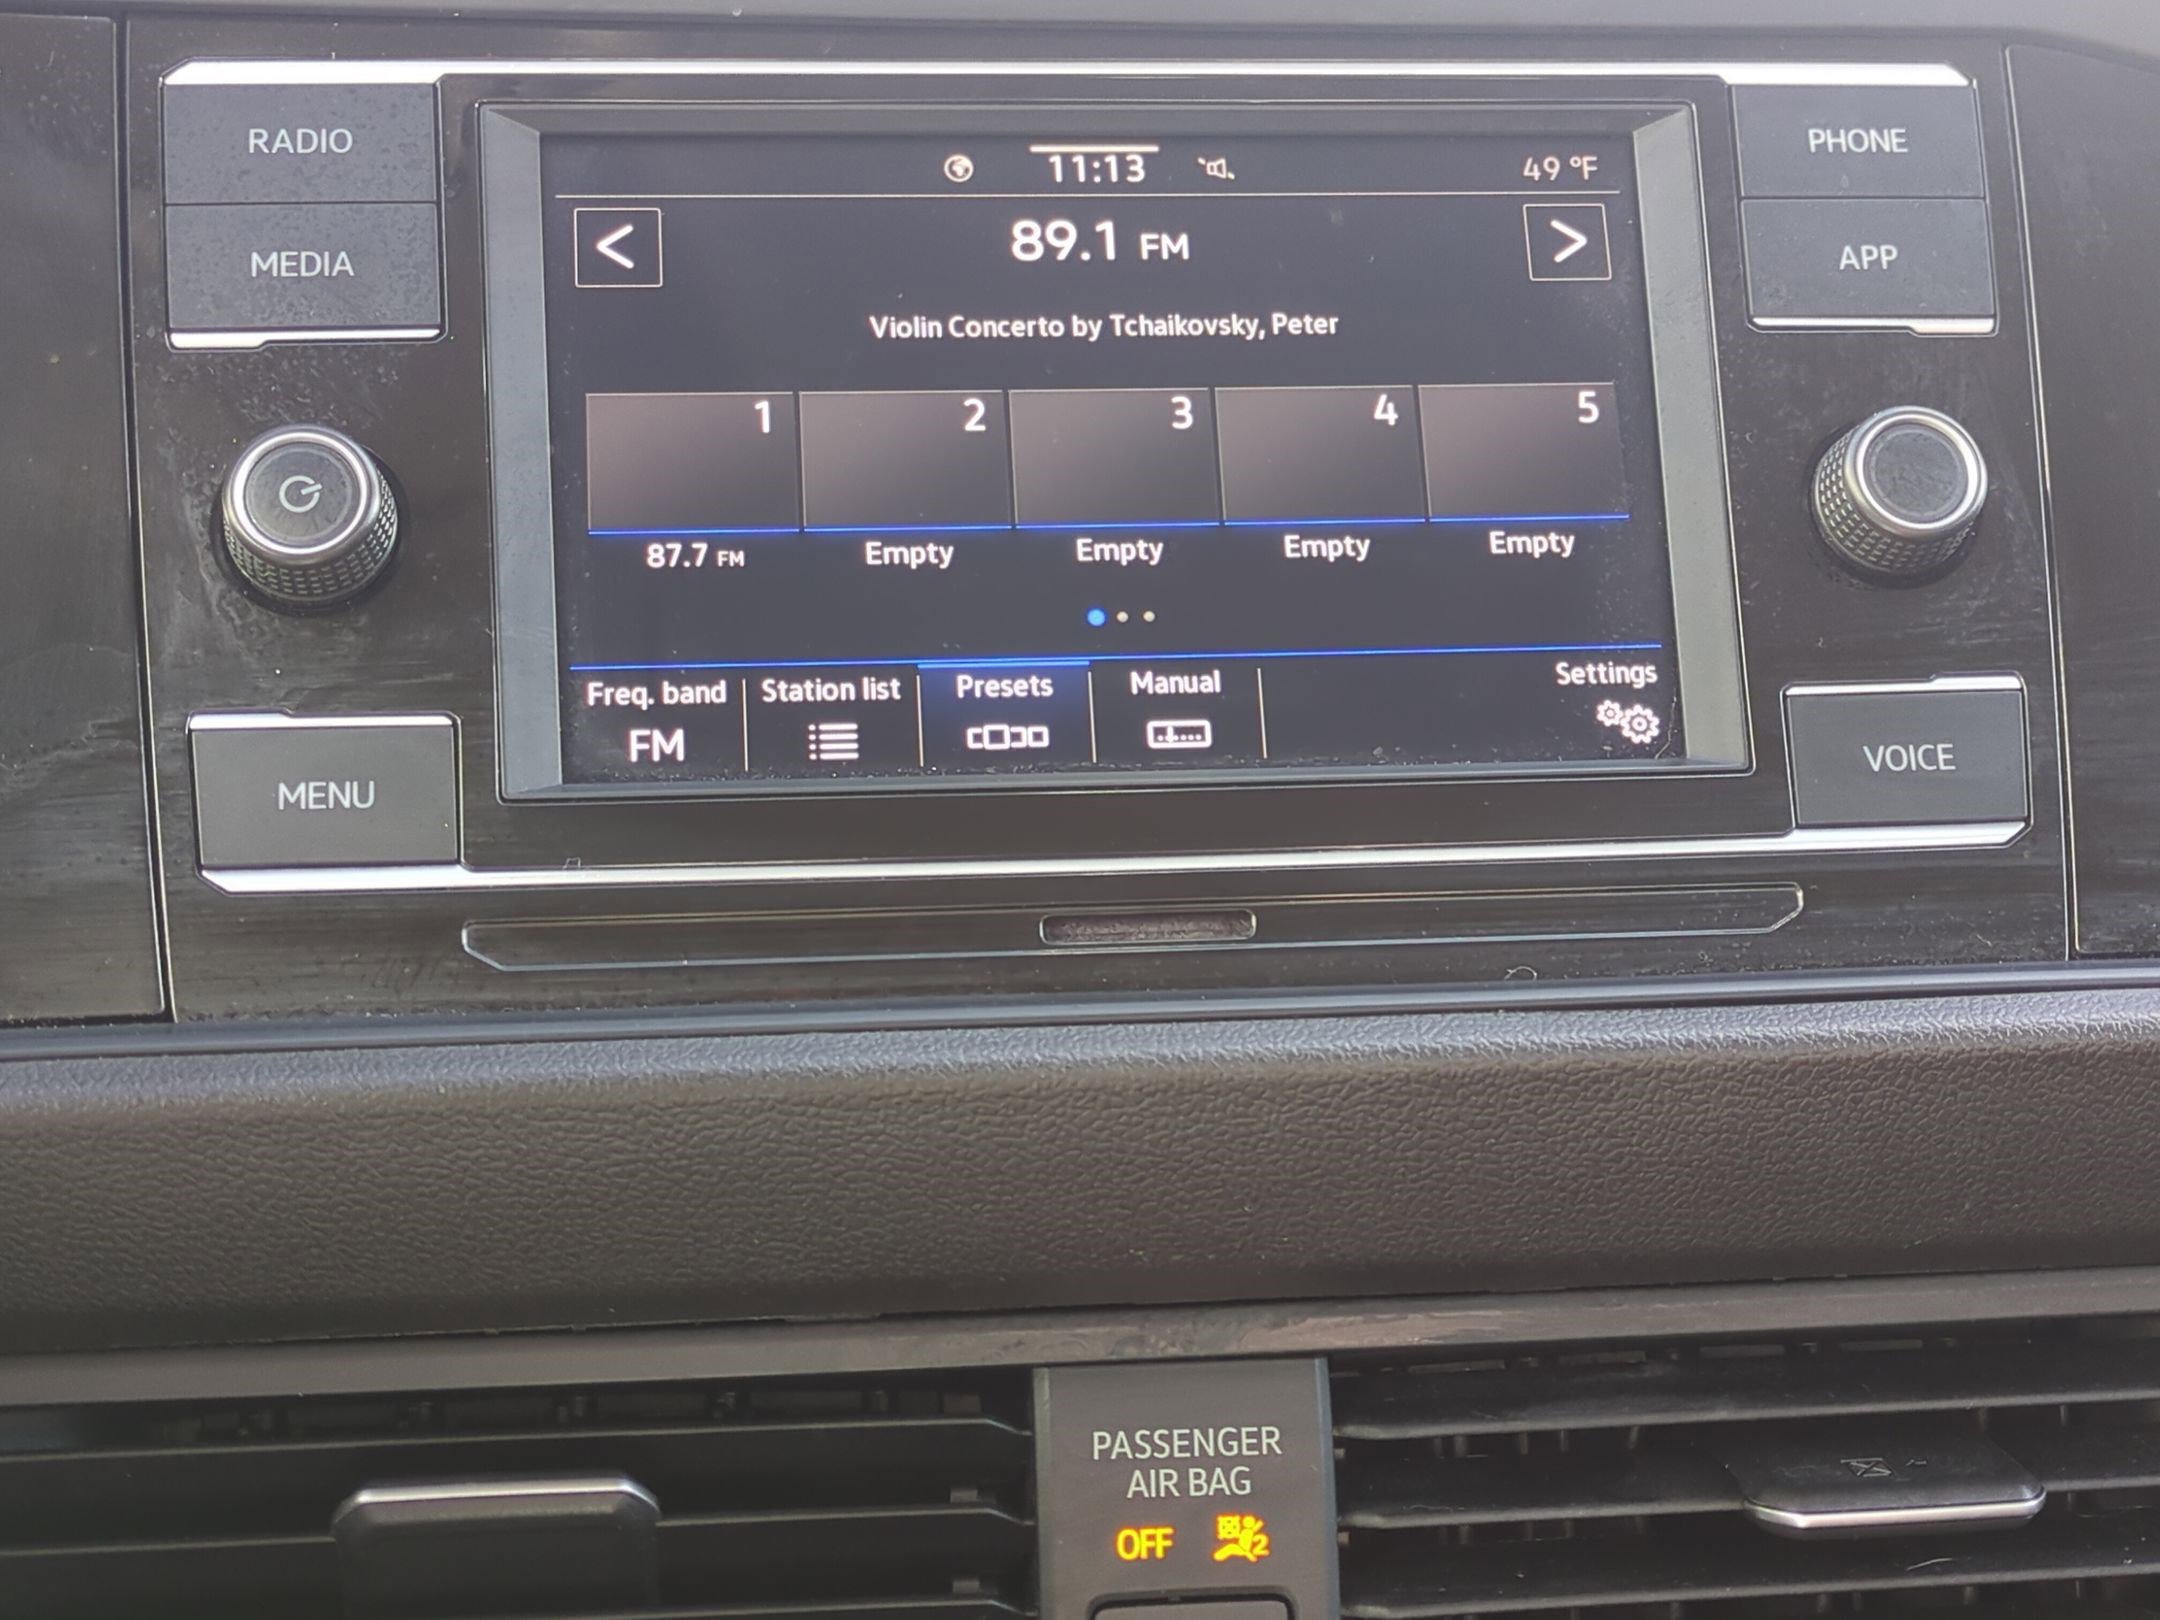 RADIO
MEDIA
MENU
11:13
49 °F
<
89.1 FM
>
Violin Concerto by Tchaikovsky, Peter
1
2
3
4
5
87.7 FM
Empty
Empty
Empty
Empty
Freq. band
FM
Station list
Presets
Manual
Settings
PHONE
APP
VOICE
PASSENGER
AIR BAG
OFF
2